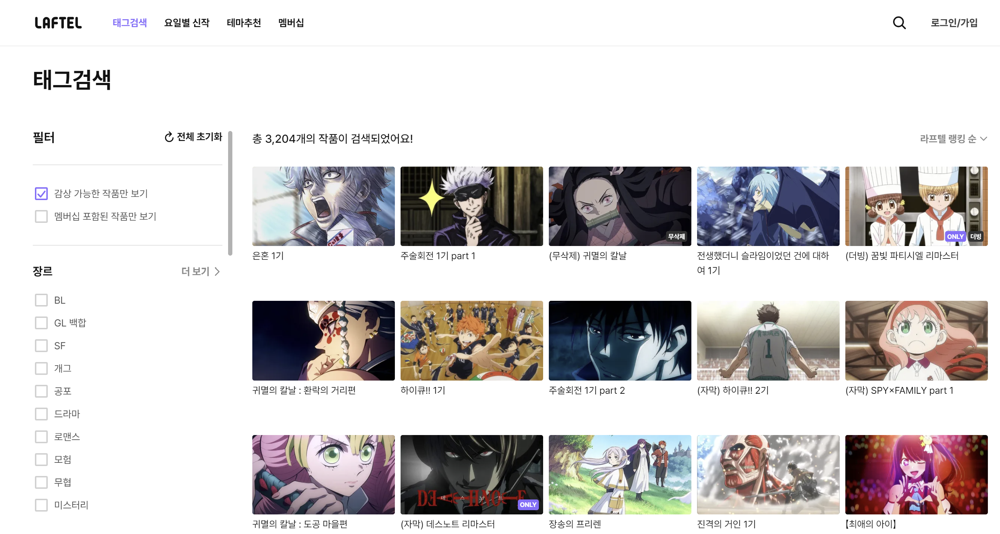 LAFTEL 태그검색 요일별 신작 테마추천 멤버십 로그인/가입
태그검색
필터 전체 초기화
감상 가능한 작품만 보기
멤버십 포함된 작품만 보기
장르 더 보기
BL
GL 백합
SF
개그
공포
드라마
로맨스
모험
무협
미스터리
총 3,204개의 작품이 검색되었어요! 라프텔 랭킹 순
무삭제
ONLY 더빙
은혼 1기
주술회전 1기 part 1
(무삭제) 귀멸의 칼날
전생했더니 슬라임이었던 건에 대하
여 1기
(더빙) 꿈빛 파티시엘 리마스터
青葉城西
1
귀멸의 칼날 : 환락의 거리편
하이큐!! 1기
주술회전 1기 part 2
(자막) 하이큐!! 2기
(자막) SPY×FAMILY part 1
데 스 노 트
ONLY
귀멸의 칼날 : 도공 마을편
(자막) 데스노트 리마스터
장송의 프리렌
진격의 거인 1기
【최애의 아이】